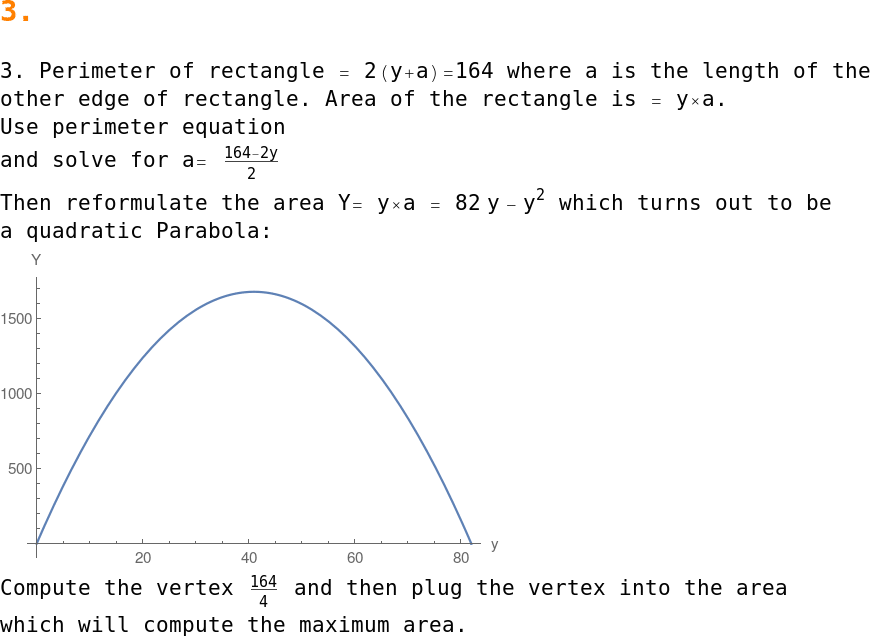 3.
3. Perimeter of rectangle = 2(y+a)=164 where a is the length of the
other edge of rectangle. Area of the rectangle is = y×a.
Use perimeter equation
and solve for a= \frac{164-2y}{2}
Then reformulate the area Y= y×a = 82 y - y^2 which turns out to be
a quadratic Parabola:
Y
1500
1000
500
20 40 60 80 y
Compute the vertex \frac{164}{4} and then plug the vertex into the area
which will compute the maximum area.